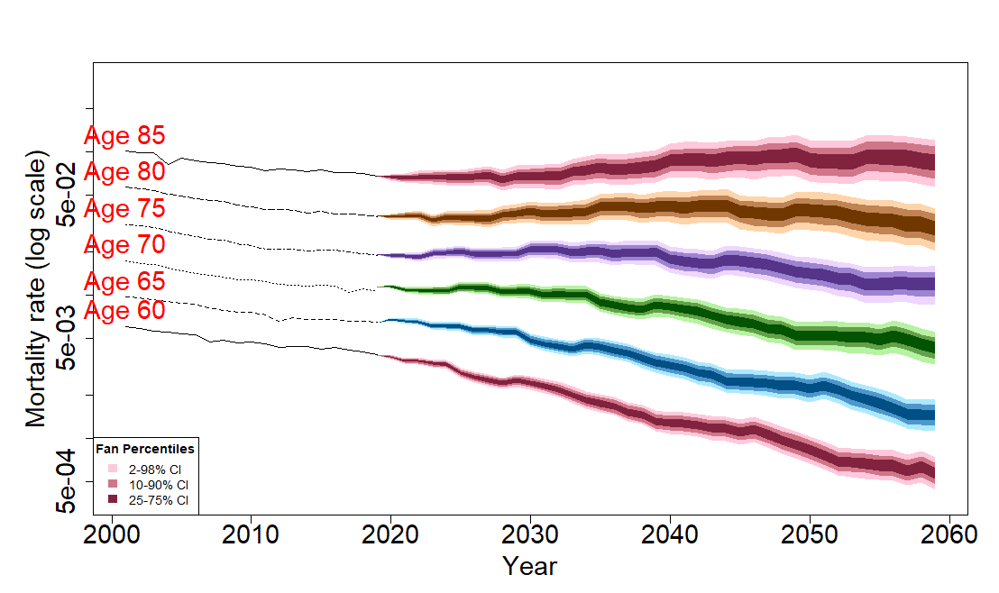 Mortality rate (log scale)
5e-02
5e-03
5e-04
Age 85
Age 80
Age 75
Age 70
Age 65
Age 60
Fan Percentiles
2-98% CI
10-90% CI
25-75% CI
2000 2010 2020 2030 2040 2050 2060
Year